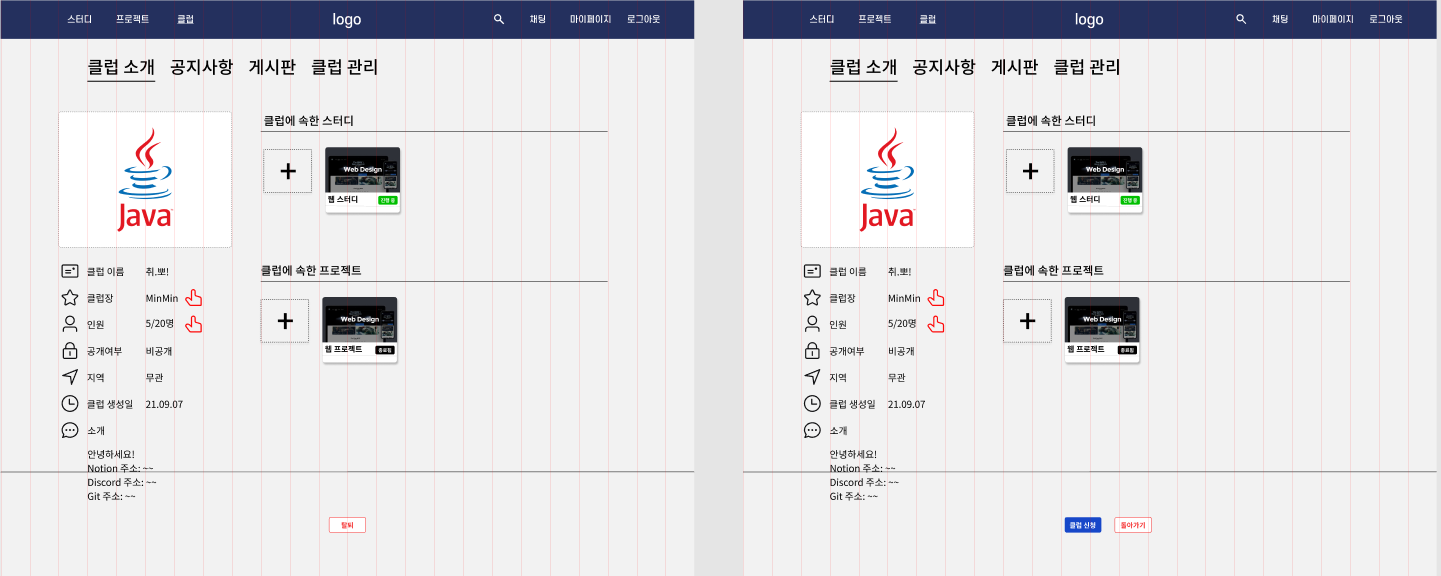 스터디 프로젝트 클럽 logo 채팅 마이페이지 로그아웃
클럽 소개 공지사항 게시판 클럽 관리
Java
클럽 이름 취.뽀!
클럽장 MinMin
인원 5/20명
공개여부 비공개
지역 무관
클럽 생성일 21.09.07
소개
안녕하세요!
Notion 주소: ~~
Discord 주소: ~~
Git 주소: ~~
클럽에 속한 스터디
+
Web Design
웹 스터디 진행 중
클럽에 속한 프로젝트
+
Web Design
웹 프로젝트 종료됨
탈퇴
스터디 프로젝트 클럽 logo 채팅 마이페이지 로그아웃
클럽 소개 공지사항 게시판 클럽 관리
Java
클럽 이름 취.뽀!
클럽장 MinMin
인원 5/20명
공개여부 비공개
지역 무관
클럽 생성일 21.09.07
소개
안녕하세요!
Notion 주소: ~~
Discord 주소: ~~
Git 주소: ~~
클럽에 속한 스터디
+
Web Design
웹 스터디 진행 중
클럽에 속한 프로젝트
+
Web Design
웹 프로젝트 종료됨
클럽 신청 돌아가기